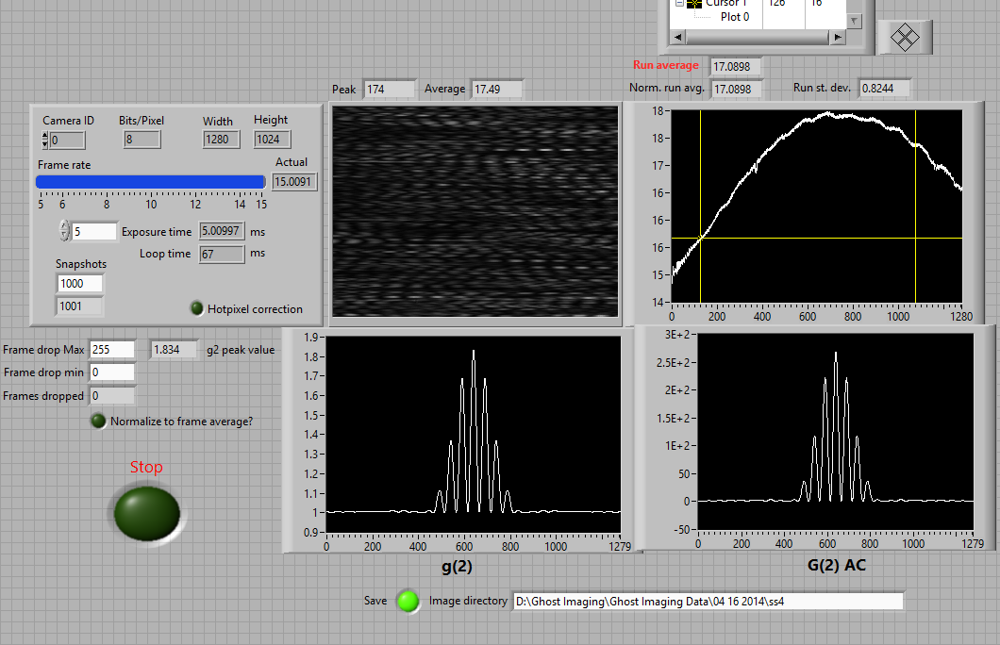 Cursor 1 126 16
Plot 0
Run average 17.0898
Peak 174 Average 17.49 Norm. run avg. 17.0898 Run st. dev. 0.8244
Camera ID Bits/Pixel Width Height
0 8 1280 1024
Frame rate Actual
15.0091
5 6 8 10 12 14 15
5 Exposure time 5.00997 ms
Loop time 67 ms
Snapshots
1000
1001
Hotpixel correction
18
18
17
17
16
16
16
15
14
0 200 400 600 800 1000 1280
Frame drop Max 255 1.834 g2 peak value
Frame drop min 0
Frames dropped 0
Normalize to frame average?
Stop
1.9
1.8
1.7
1.6
1.5
1.4
1.3
1.2
1.1
1
0.9
0 200 400 600 800 1000 1279
g(2)
3E+2
2.5E+2
2E+2
1.5E+2
1E+2
50
0
-50
0 200 400 600 800 1000 1279
G(2) AC
Save Image directory D:\Ghost Imaging\Ghost Imaging Data\04 16 2014\ss4